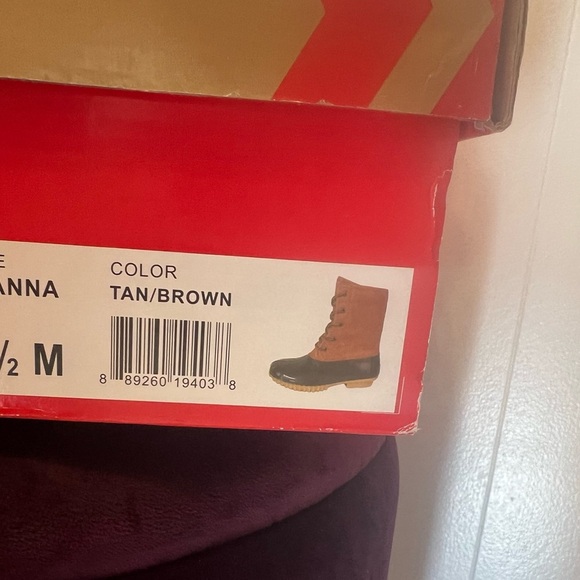 E
ANNA
/2 M
COLOR
TAN/BROWN
8 89260 19403 8